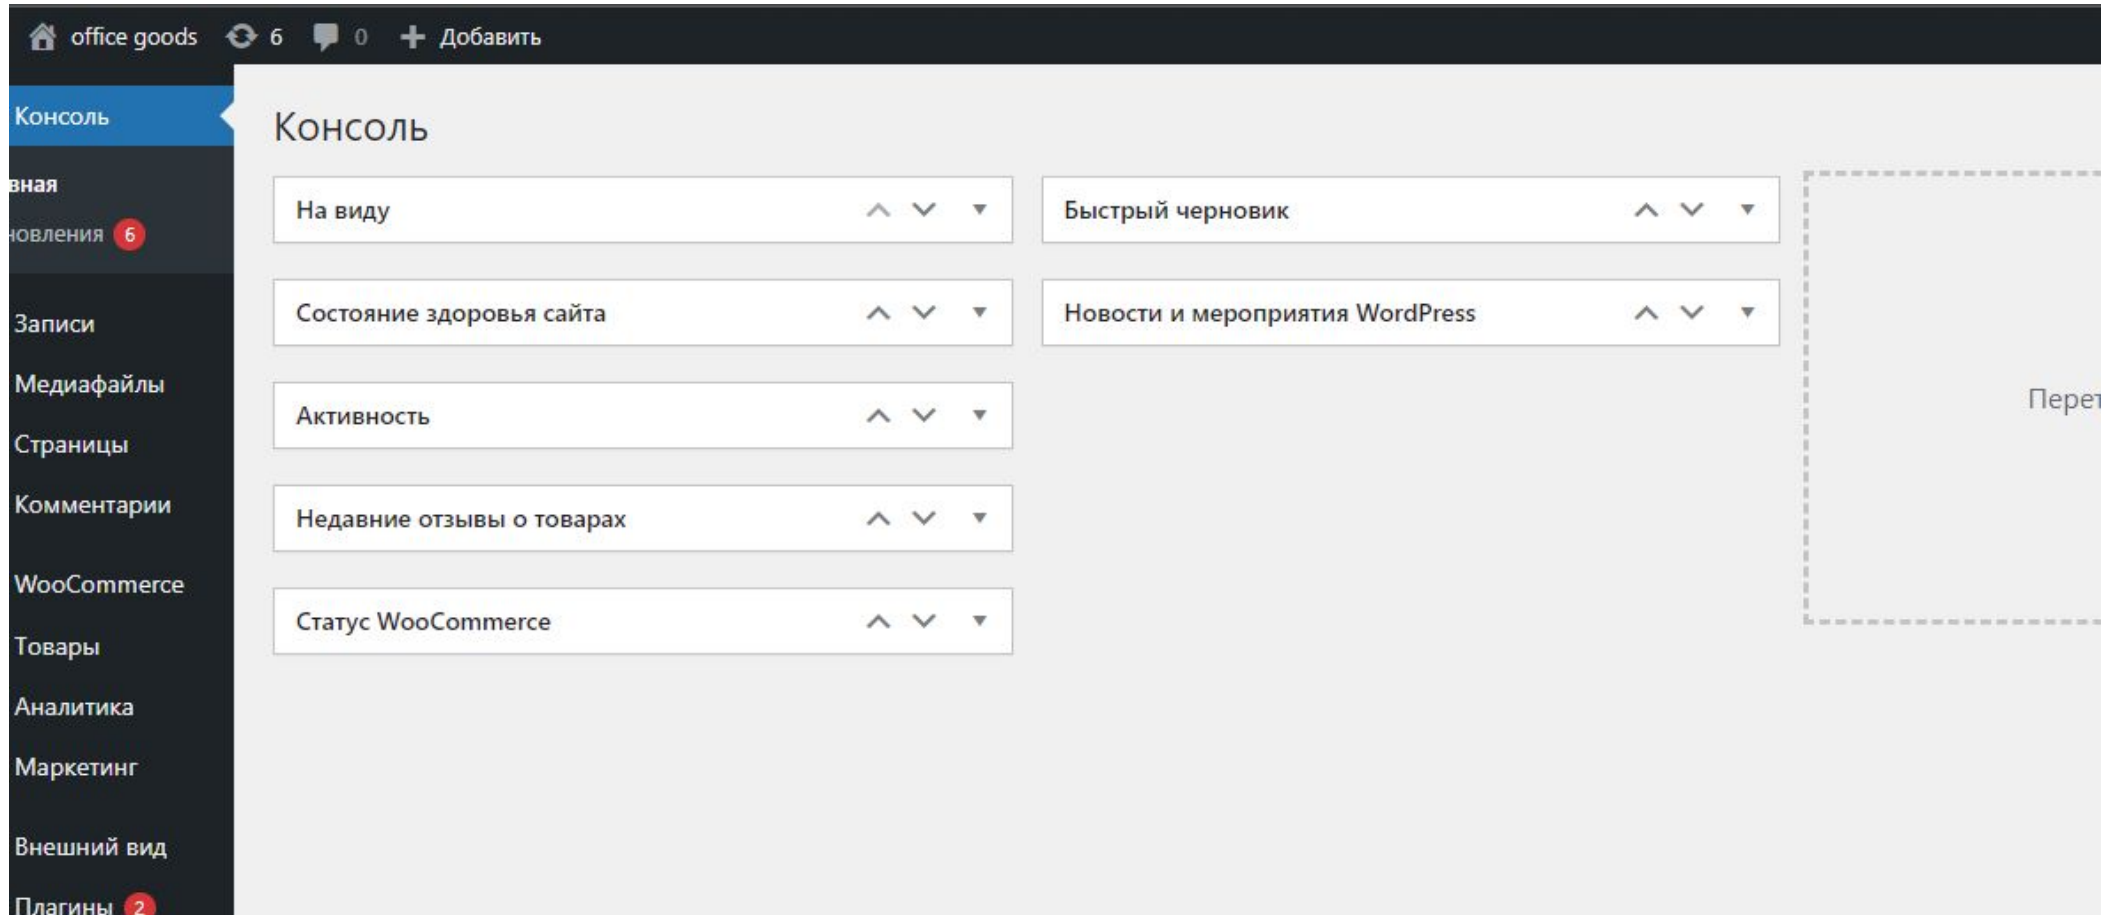 office goods 6 0 + Добавить
Консоль
вная
новления 6
Записи
Медиафайлы
Страницы
Комментарии
WooCommerce
Товары
Аналитика
Маркетинг
Внешний вид
Плагины 2
Консоль
На виду
Состояние здоровья сайта
Активность
Недавние отзывы о товарах
Статус WooCommerce
Быстрый черновик
Новости и мероприятия WordPress
Перет